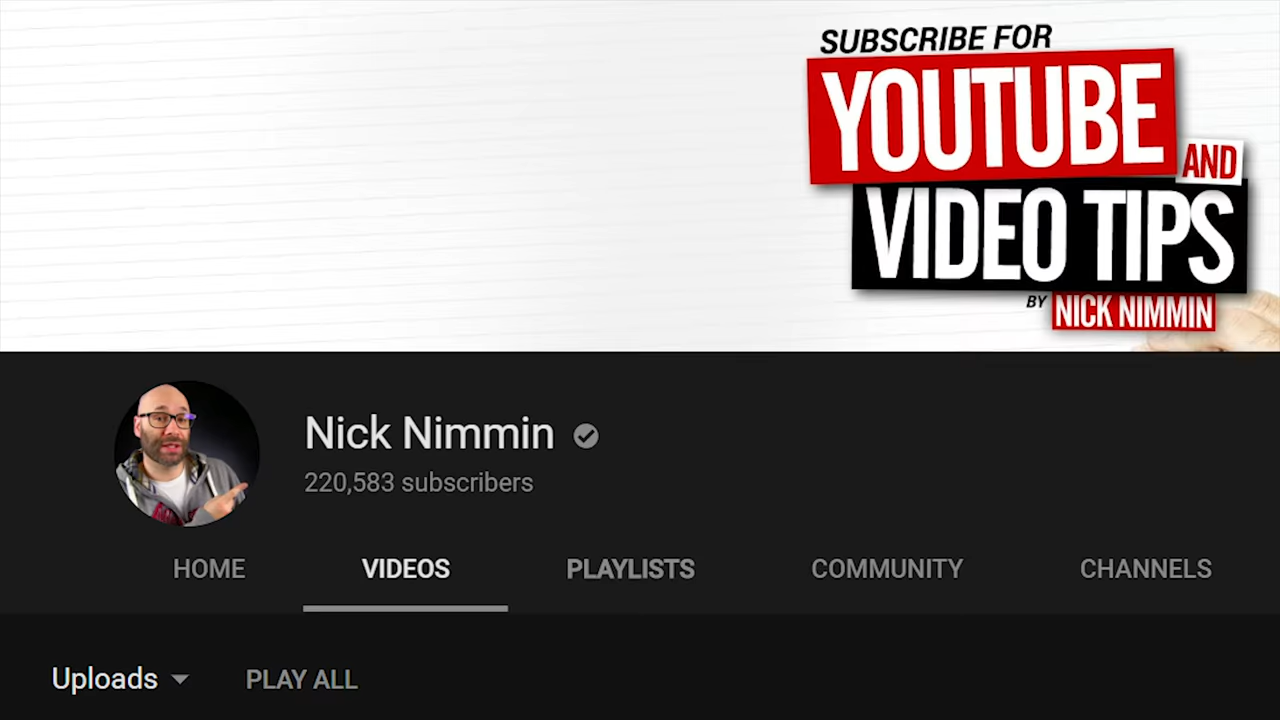 SUBSCRIBE FOR
YOUTUBE
AND
VIDEO TIPS
BY NICK NIMMIN
Nick Nimmin
220,583 subscribers
HOME VIDEOS PLAYLISTS COMMUNITY CHANNELS
Uploads PLAY ALL